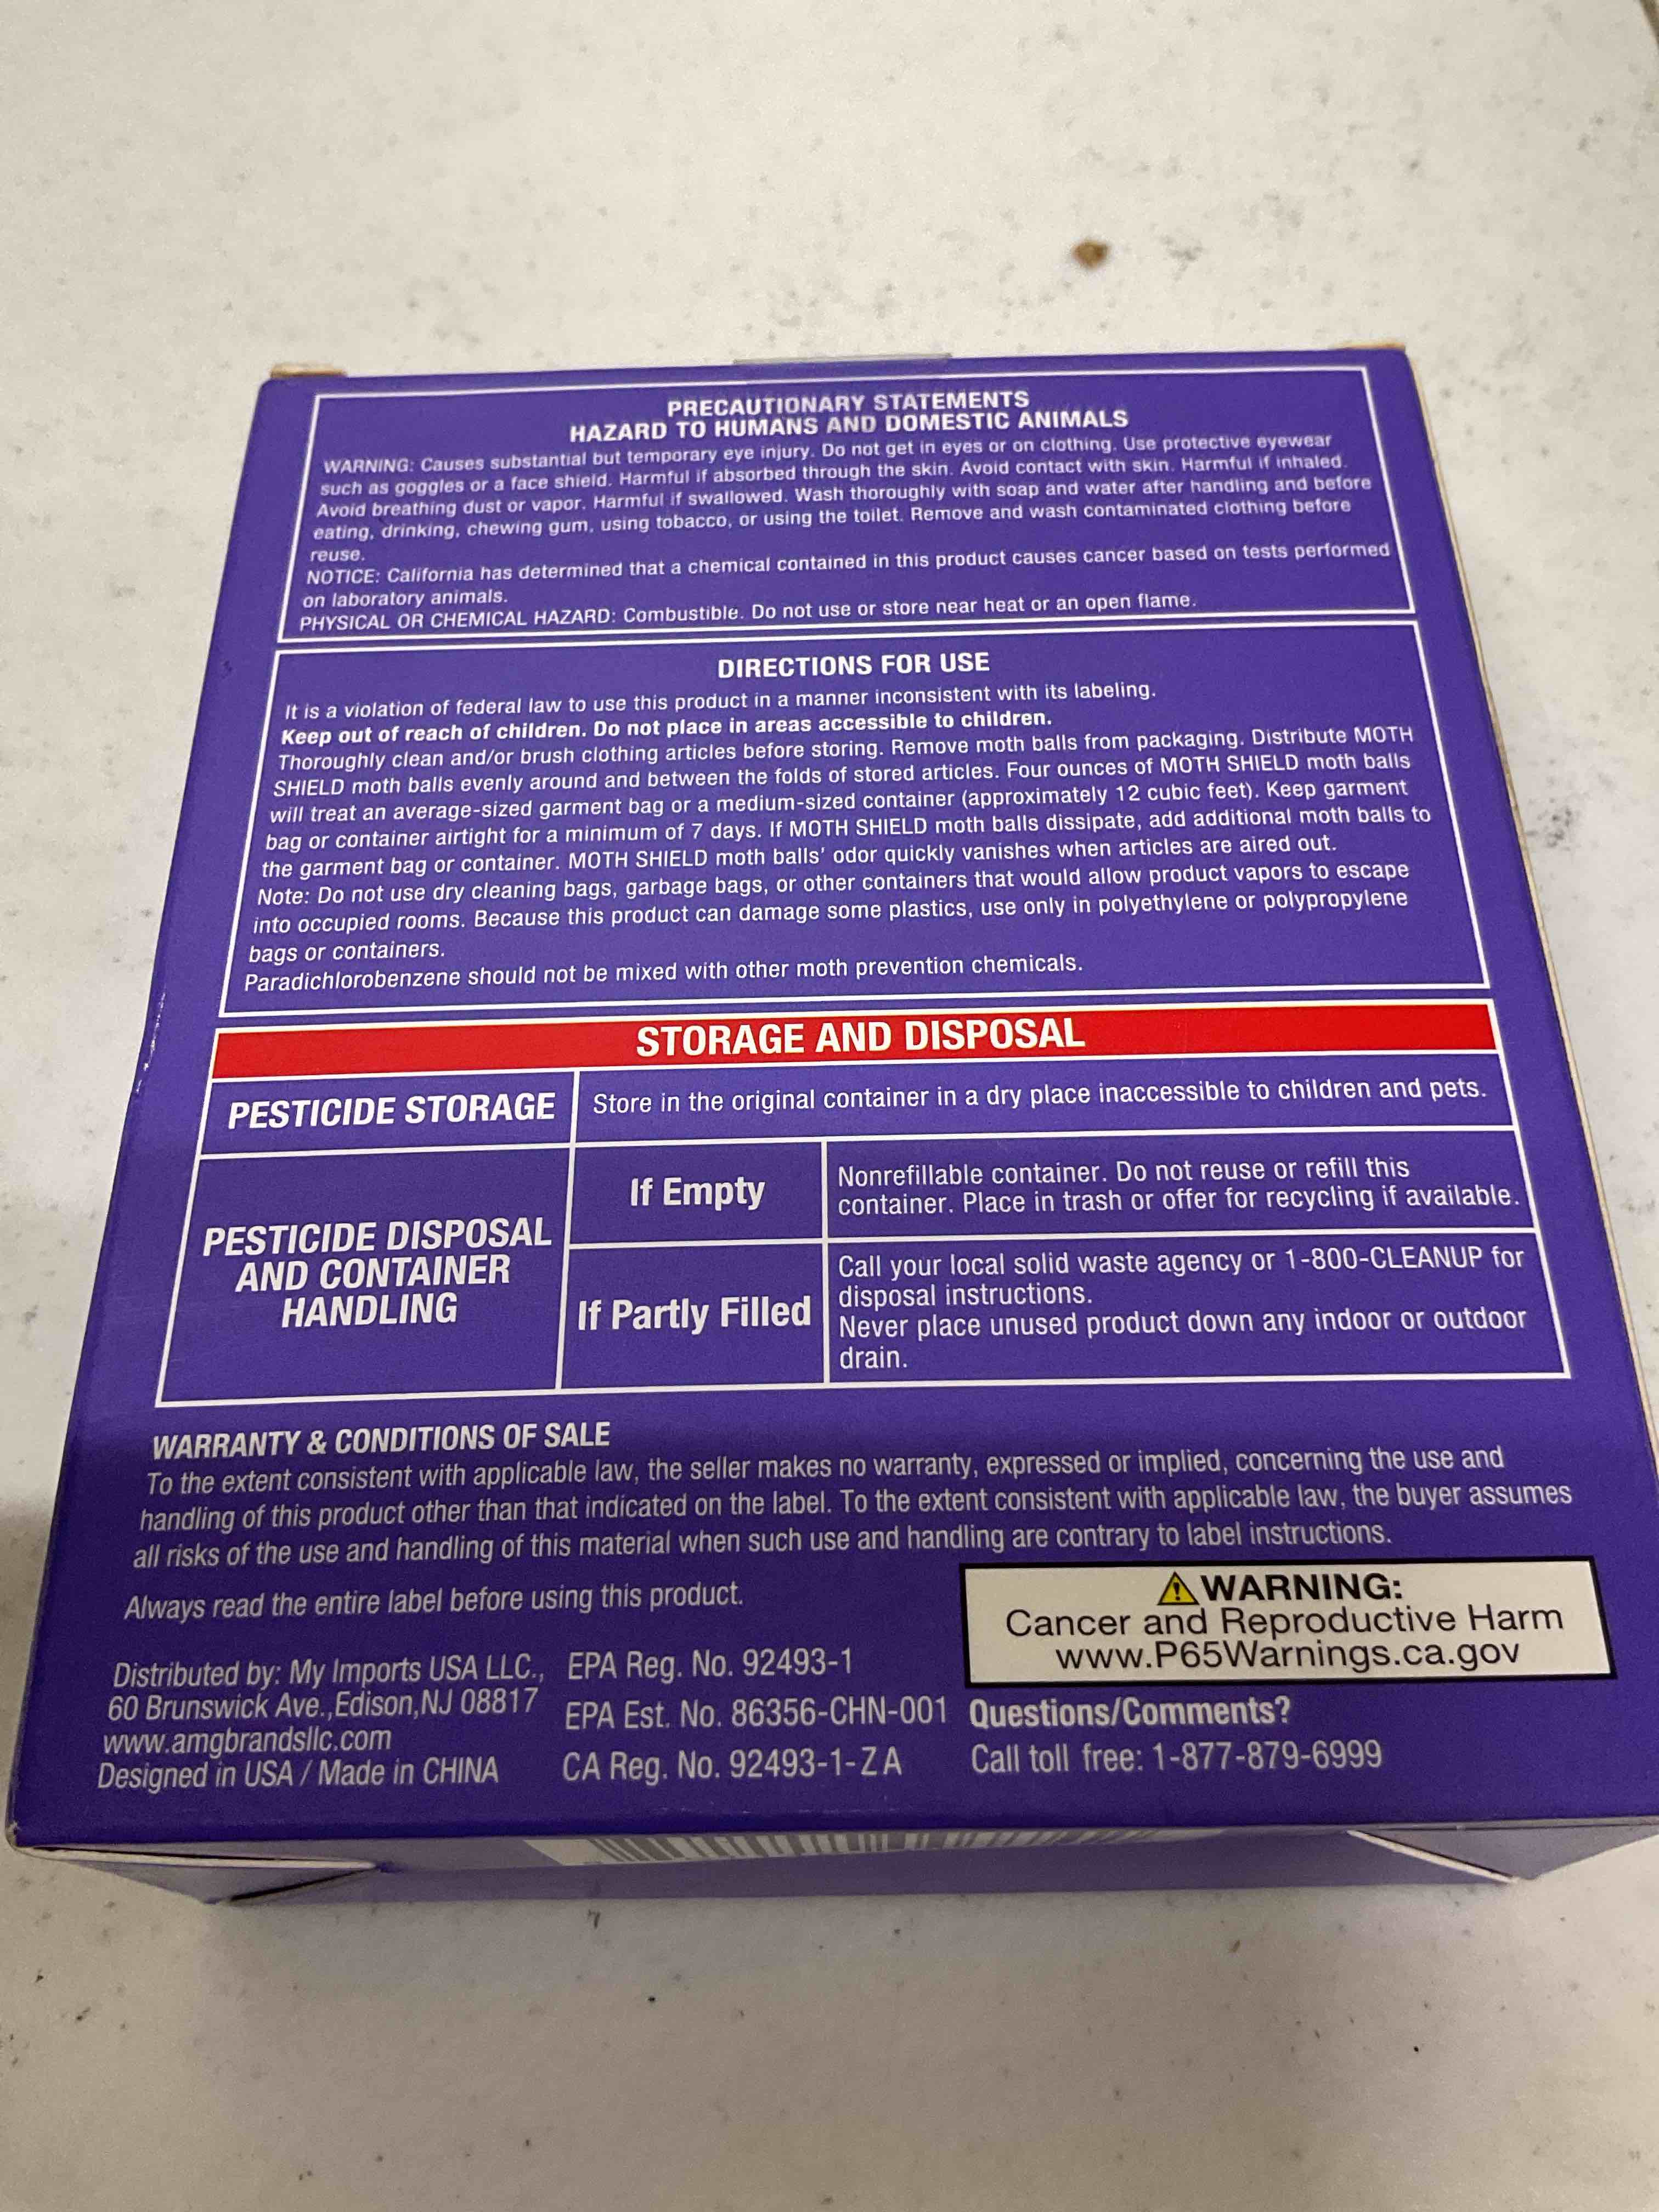 PRECAUTIONARY STATEMENTS
HAZARD TO HUMANS AND DOMESTIC ANIMALS
WARNING: Causes substantial but temporary eye injury. Do not get in eyes or on clothing. Use protective eyewear
such as goggles or a face shield. Harmful if absorbed through the skin. Avoid contact with skin. Harmful if inhaled.
Avoid breathing dust or vapor. Harmful if swallowed. Wash thoroughly with soap and water after handling and before
eating, drinking, chewing gum, using tobacco, or using the toilet. Remove and wash contaminated clothing before
reuse.
NOTICE: California has determined that a chemical contained in this product causes cancer based on tests performed
on laboratory animals.
PHYSICAL OR CHEMICAL HAZARD: Combustible. Do not use or store near heat or an open flame.
DIRECTIONS FOR USE
It is a violation of federal law to use this product in a manner inconsistent with its labeling.
Keep out of reach of children. Do not place in areas accessible to children.
Thoroughly clean and/or brush clothing articles before storing. Remove moth balls from packaging. Distribute MOTH
SHIELD moth balls evenly around and between the folds of stored articles. Four ounces of MOTH SHIELD moth balls
will treat an average-sized garment bag or a medium-sized container (approximately 12 cubic feet). Keep garment
bag or container airtight for a minimum of 7 days. If MOTH SHIELD moth balls dissipate, add additional moth balls to
the garment bag or container. MOTH SHIELD moth balls' odor quickly vanishes when articles are aired out.
Note: Do not use dry cleaning bags, garbage bags, or other containers that would allow product vapors to escape
into occupied rooms. Because this product can damage some plastics, use only in polyethylene or polypropylene
bags or containers.
Paradichlorobenzene should not be mixed with other moth prevention chemicals.
STORAGE AND DISPOSAL
PESTICIDE STORAGE
Store in the original container in a dry place inaccessible to children and pets.
PESTICIDE DISPOSAL
AND CONTAINER
HANDLING
If Empty
Nonrefillable container. Do not reuse or refill this
container. Place in trash or offer for recycling if available.
If Partly Filled
Call your local solid waste agency or 1-800-CLEANUP for
disposal instructions.
Never place unused product down any indoor or outdoor
drain.
WARRANTY & CONDITIONS OF SALE
To the extent consistent with applicable law, the seller makes no warranty, expressed or implied, concerning the use and
handling of this product other than that indicated on the label. To the extent consistent with applicable law, the buyer assumes
all risks of the use and handling of this material when such use and handling are contrary to label instructions.
Always read the entire label before using this product.
WARNING:
Cancer and Reproductive Harm
www.P65Warnings.ca.gov
Distributed by: My Imports USA LLC.,
60 Brunswick Ave.,Edison,NJ 08817
www.amgbrandsllc.com
Designed in USA / Made in CHINA
EPA Reg. No. 92493-1
EPA Est. No. 86356-CHN-001
CA Reg. No. 92493-1-ZA
Questions/Comments?
Call toll free: 1-877-879-6999